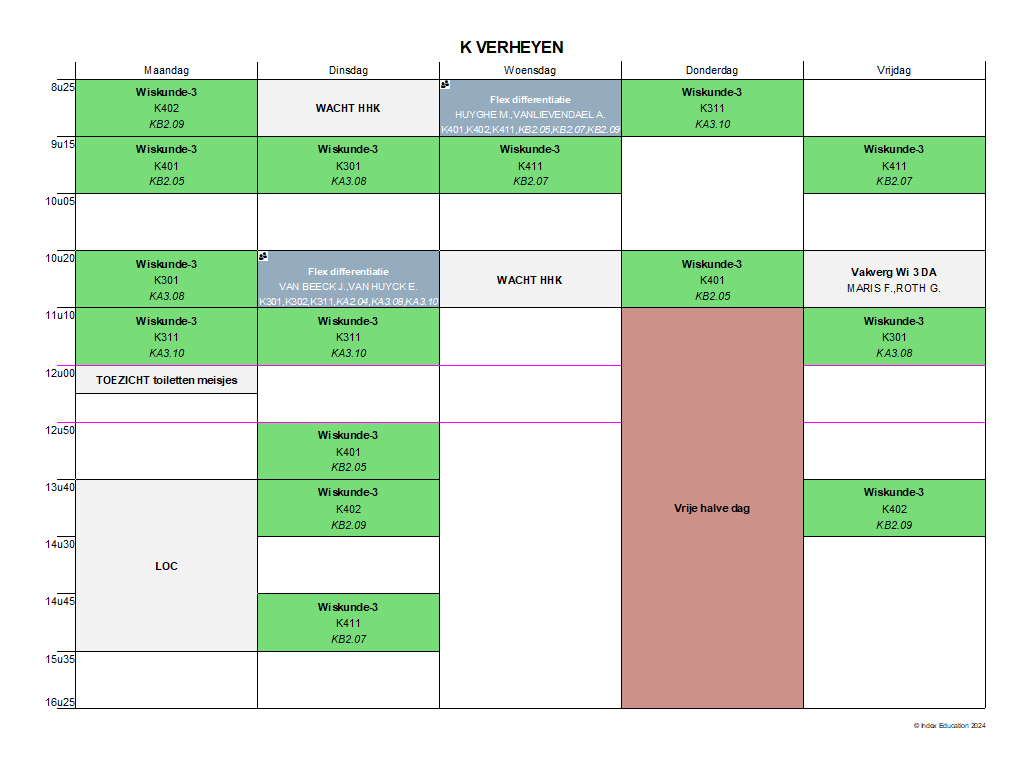 K VERHEYEN
Maandag Dinsdag Woensdag Donderdag Vrijdag
8u25
Wiskunde-3
K402
KB2.09
WACHT HHK
Flex differentiatie
HUYGHE M.,VANLIEVENDAEL A.
K401,K402,K411,KB2.05,KB2.07,KB2.09
Wiskunde-3
K311
KA3.10
9u15
Wiskunde-3
K401
KB2.05
Wiskunde-3
K301
KA3.08
Wiskunde-3
K411
KB2.07
Wiskunde-3
K411
KB2.07
10u05
10u20
Wiskunde-3
K301
KA3.08
Flex differentiatie
VAN BEECK J.,VAN HUYCK E.
K301,K302,K311,KA2.04,KA3.08,KA3.10
WACHT HHK
Wiskunde-3
K401
KB2.05
Vakverg Wi 3 DA
MARIS F.,ROTH G.
11u10
Wiskunde-3
K311
KA3.10
Wiskunde-3
K311
KA3.10
Wiskunde-3
K301
KA3.08
12u00
TOEZICHT toiletten meisjes
12u50
Wiskunde-3
K401
KB2.05
13u40
Wiskunde-3
K402
KB2.09
Vrije halve dag
Wiskunde-3
K402
KB2.09
14u30
LOC
14u45
Wiskunde-3
K411
KB2.07
15u35
16u25
© Index Education 2024